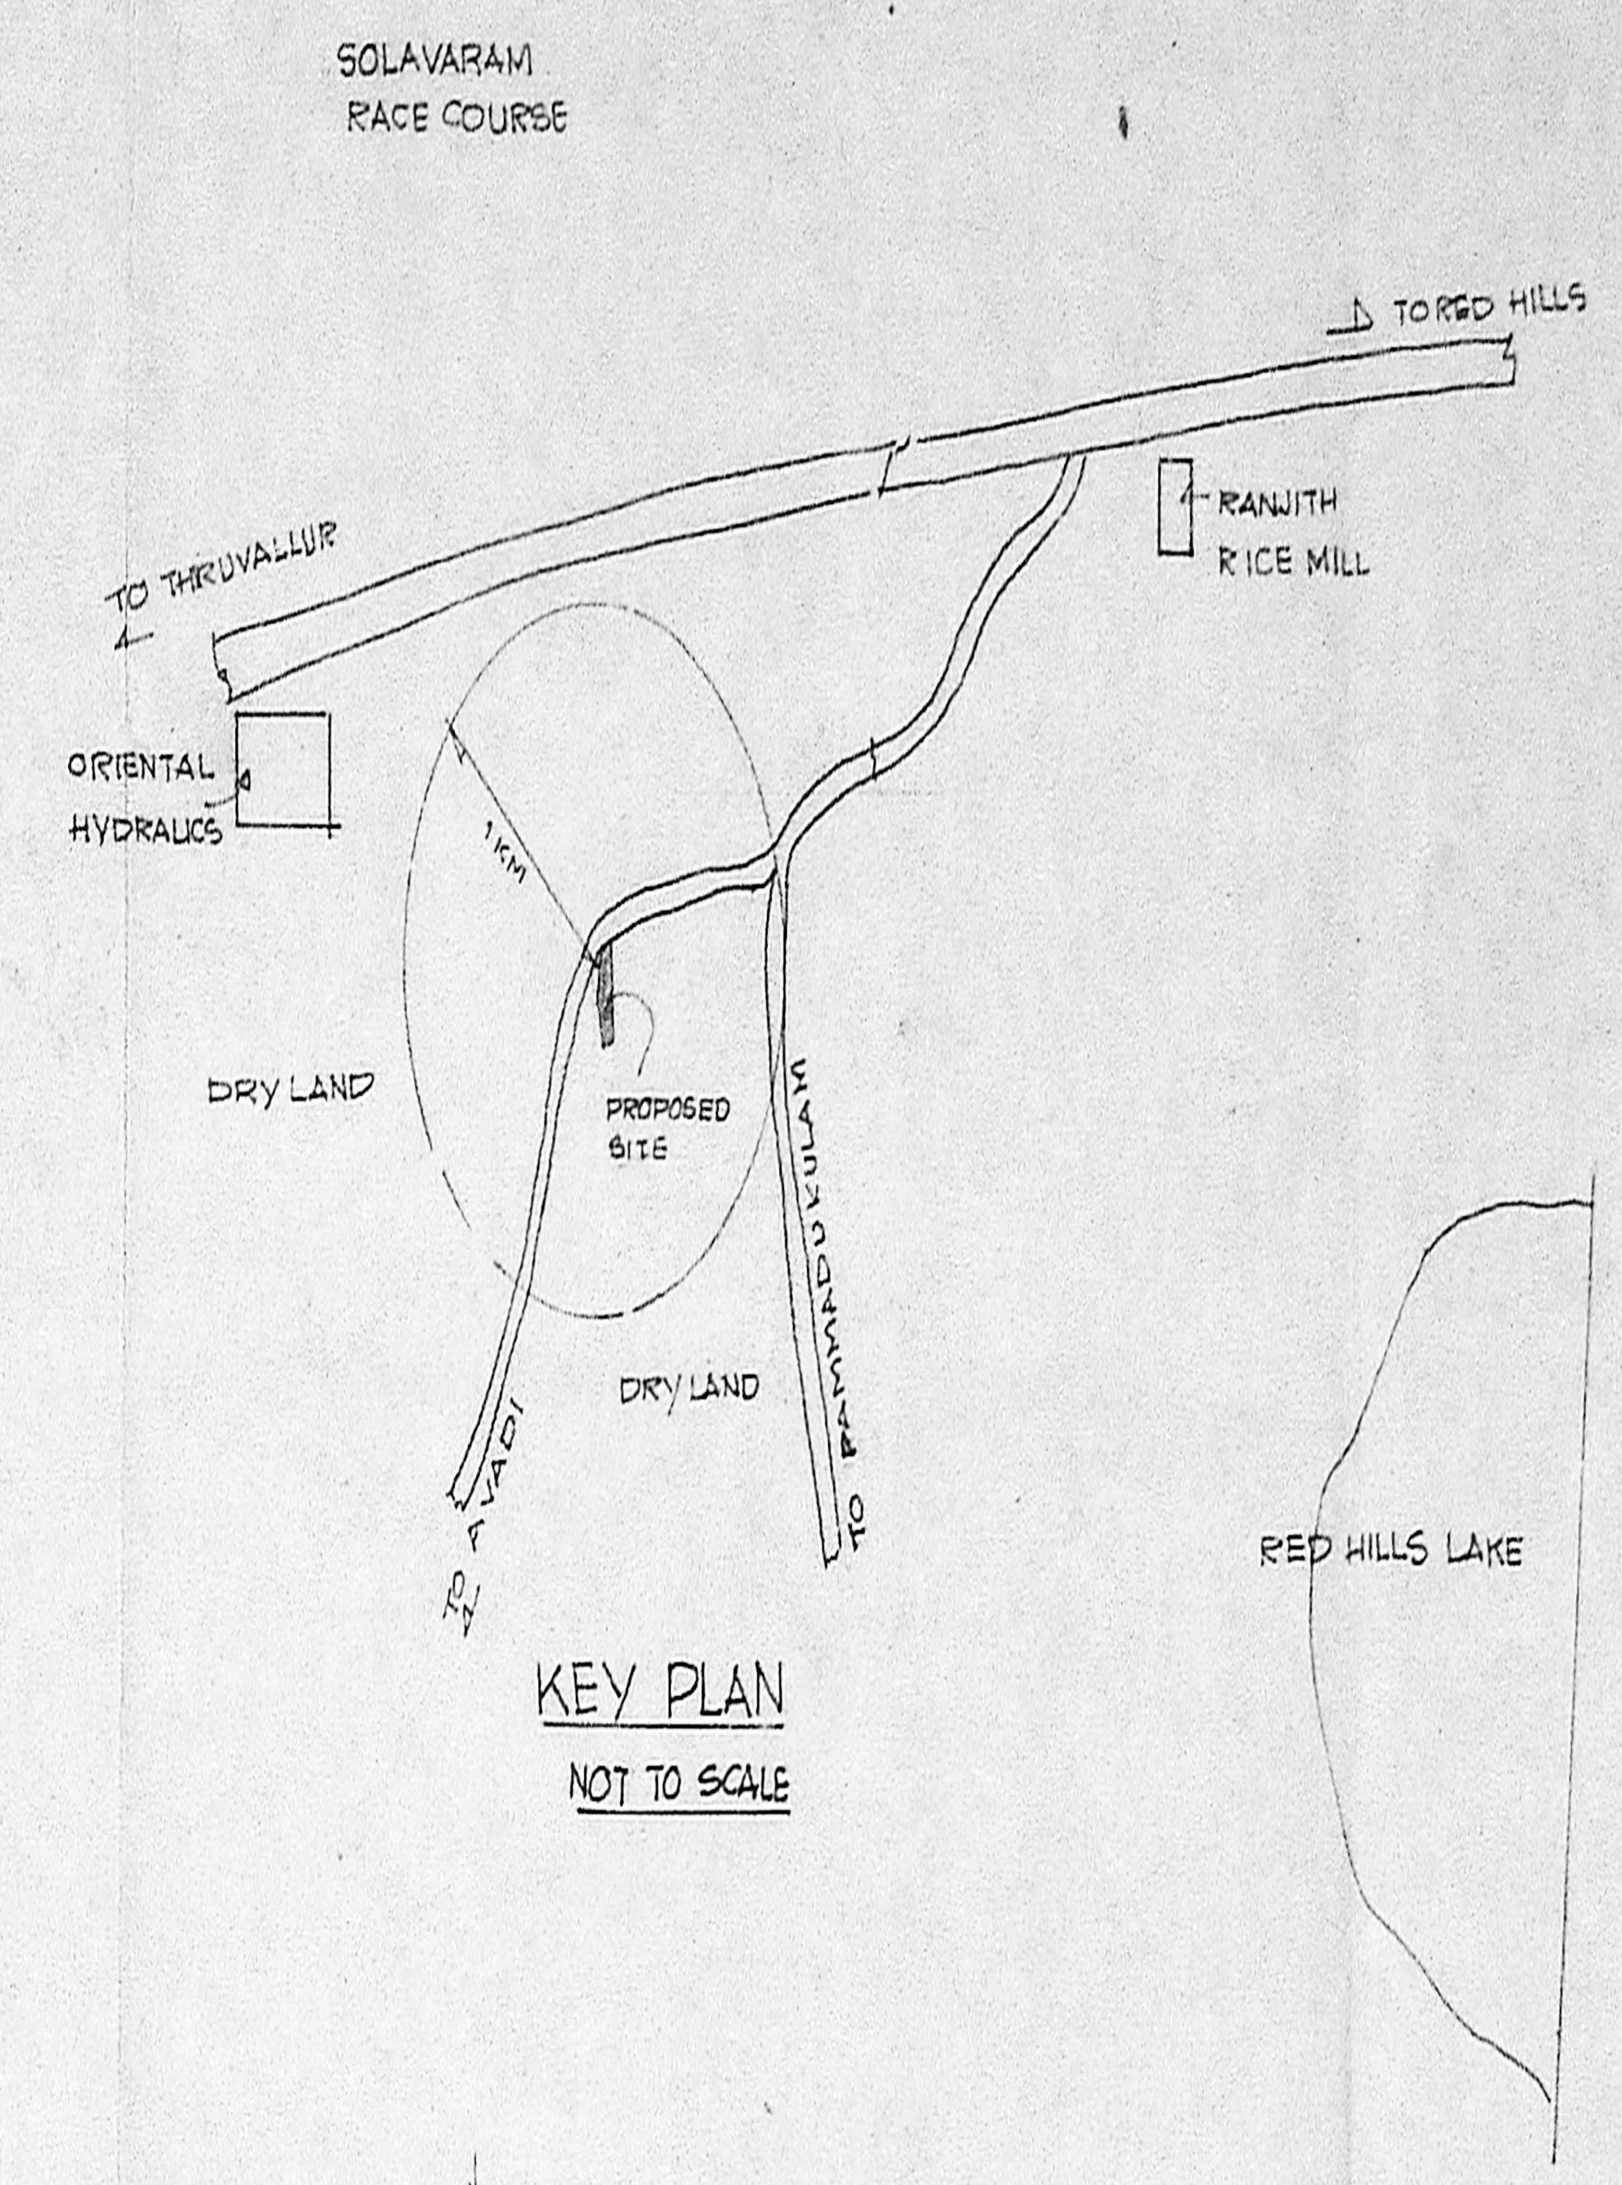 SOLAVARAM
RACE COURSE
TO RED HILLS
RANJITH
RICE MILL
TO THRUVALLUR
ORIENTAL
HYDRALICS
1 KM
DRY LAND
PROPOSED
SITE
TO PAMMADUKULAM
DRY LAND
TO AVADI
RED HILLS LAKE
KEY PLAN
NOT TO SCALE